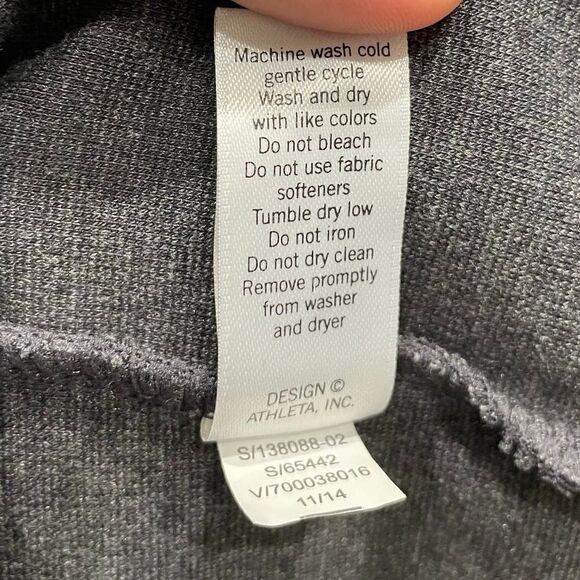 Machine wash cold
gentle cycle
Wash and dry
with like colors
Do not bleach
Do not use fabric
softeners
Tumble dry low
Do not iron
Do not dry clean
Remove promptly
from washer
and dryer
DESIGN ©
ATHLETA, INC.
S/138088-02
S/65442
V/700038016
11/14